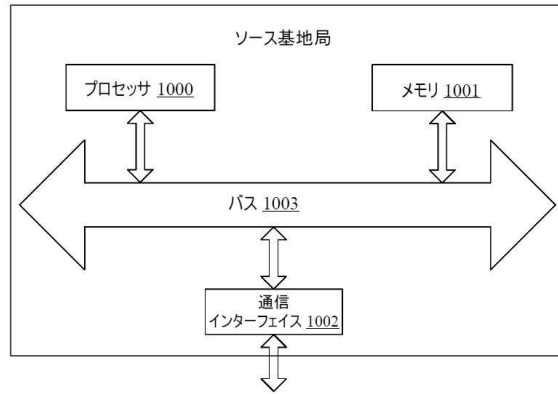 ソース基地局
プロセッサ 1000
メモリ 1001
バス 1003
通信
インターフェイス 1002